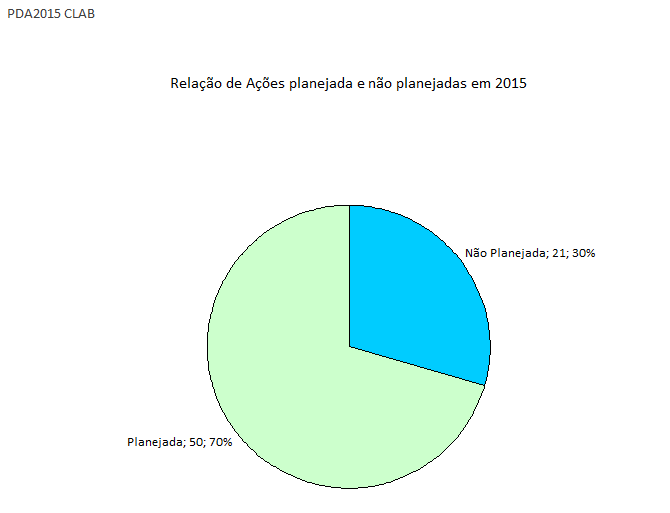 PDA2015 CLAB
Relação de Ações planejada e não planejadas em 2015
Não Planejada; 21; 30%
Planejada; 50; 70%